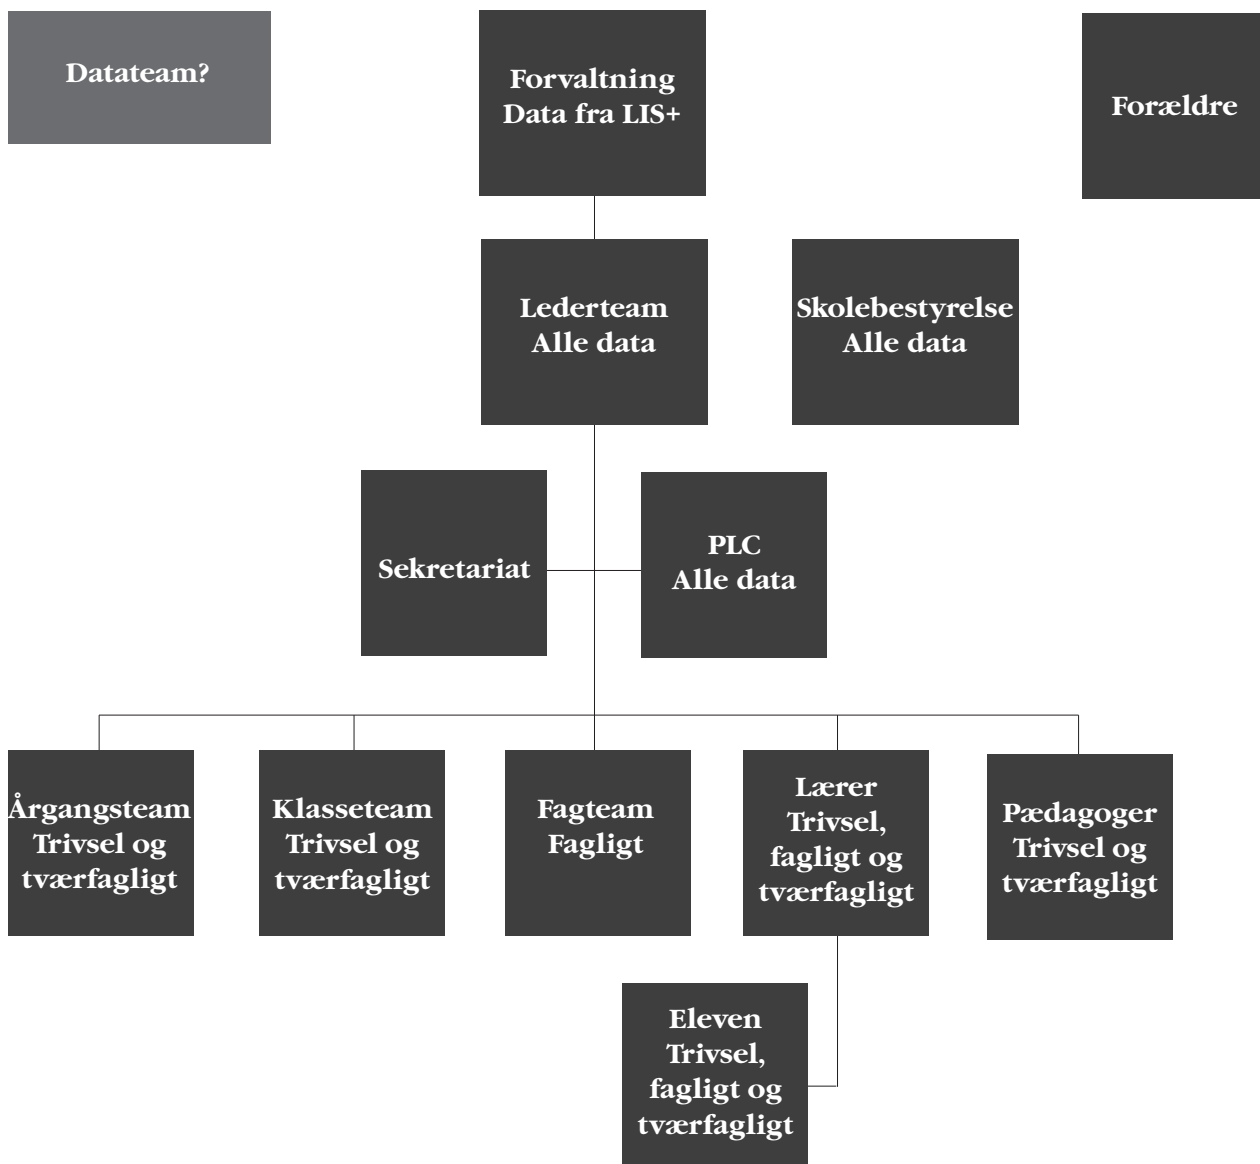 Datateam?
Forvaltning
Data fra LIS+
Forældre
Lederteam
Alle data
Skolebestyrelse
Alle data
Sekretariat
PLC
Alle data
Årgangsteam
Trivsel og
tværfagligt
Klasseteam
Trivsel og
tværfagligt
Fagteam
Fagligt
Lærer
Trivsel,
fagligt og
tværfagligt
Pædagoger
Trivsel og
tværfagligt
Eleven
Trivsel,
fagligt og
tværfagligt